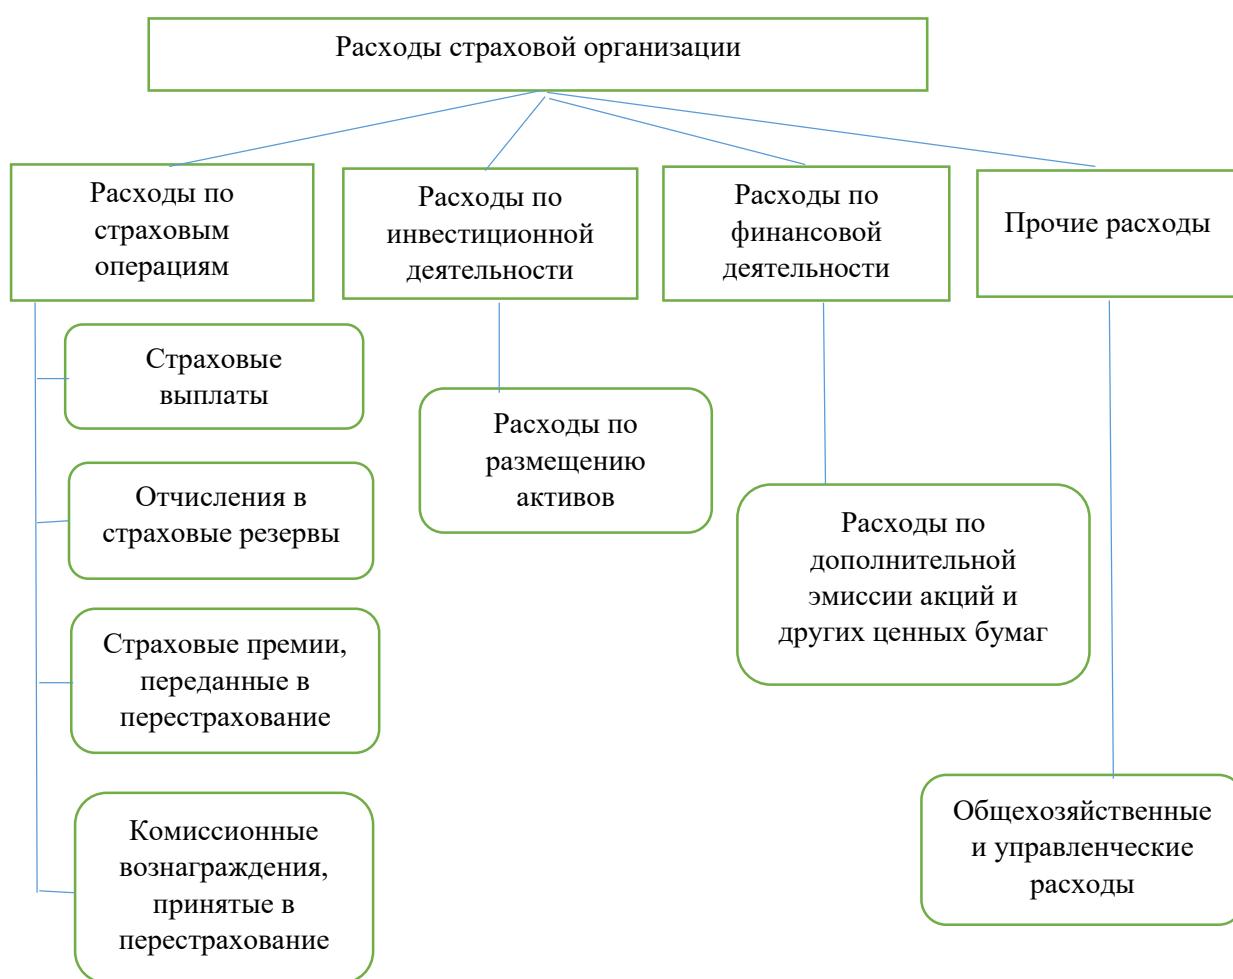 Расходы страховой организации
Расходы по
страховым
операциям
Расходы по
инвестиционной
деятельности
Расходы по
финансовой
деятельности
Прочие расходы
Страховые
выплаты
Отчисления в
страховые резервы
Страховые премии,
переданные в
перестрахование
Комиссионные
вознаграждения,
принятые в
перестрахование
Расходы по
размещению
активов
Расходы по
дополнительной
эмиссии акций и
других ценных бумаг
Общехозяйственные
и управленческие
расходы